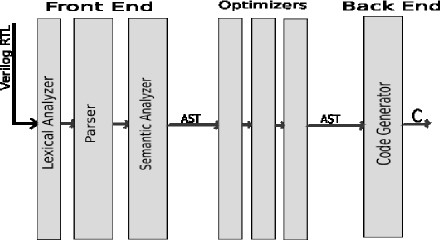 Front End
Optimizers
Back End
Verilog RTL
Lexical Analyzer
Parser
Semantic Analyzer
AST
AST
Code Generator
C